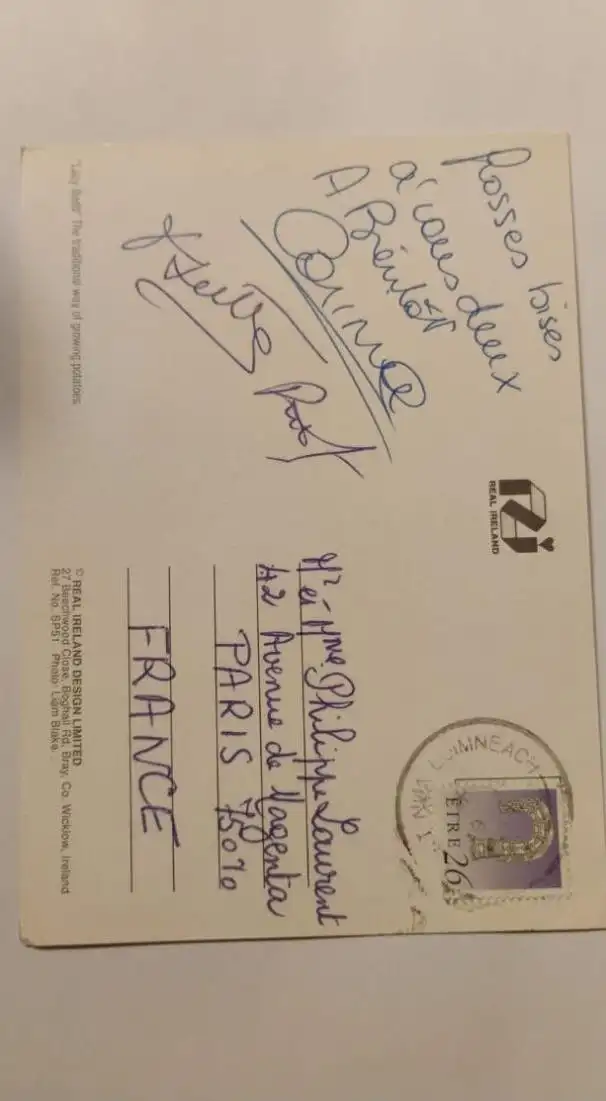 Grosses bises
à vous deux
A Bientôt
Corinne
REAL IRELAND
LUIMNEACH
ÉIRE 26
Mr et Mme Philippe Laurent
42 Avenue de Magenta
PARIS 75010
FRANCE
"Lazy Beds" The traditional way of growing potatoes.
© REAL IRELAND DESIGN LIMITED
27 Beechwood Close, Boghall Rd, Bray, Co. Wicklow, Ireland
Ref. No. SP51 Photo: Liam Blake.